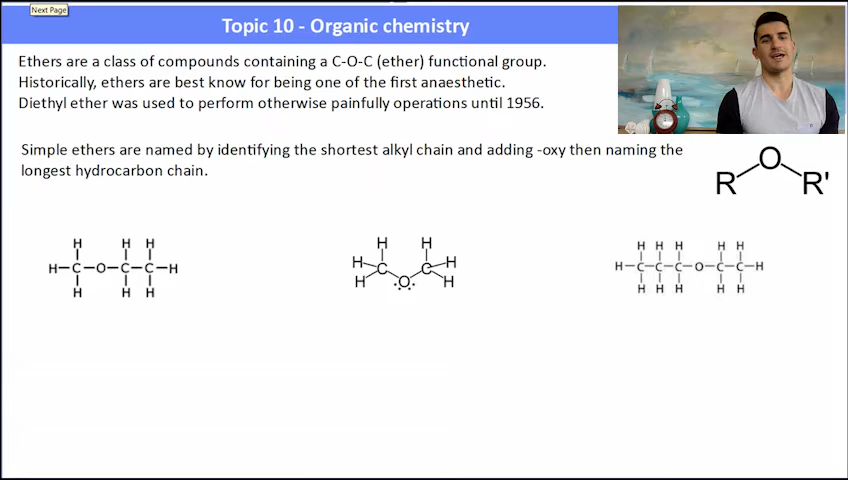 Next Page
Topic 10 - Organic chemistry
Ethers are a class of compounds containing a C-O-C (ether) functional group.
Historically, ethers are best know for being one of the first anaesthetic.
Diethyl ether was used to perform otherwise painfully operations until 1956.
Simple ethers are named by identifying the shortest alkyl chain and adding -oxy then naming the
longest hydrocarbon chain.
O
R R'
H H H
H-C-O-C-C-H
H H H
H H
H C C H
H O H
H H H H H
H-C-C-C-O-C-C-H
H H H H H